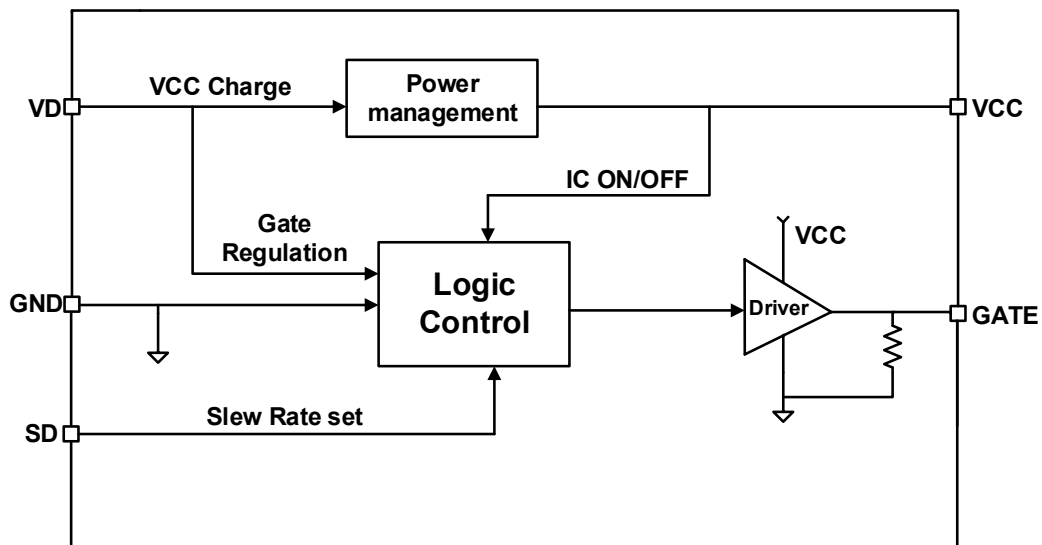 VCC Charge
Power
management
VD
VCC
IC ON/OFF
Gate
Regulation
VCC
GND
Logic
Control
Driver
GATE
Slew Rate set
SD